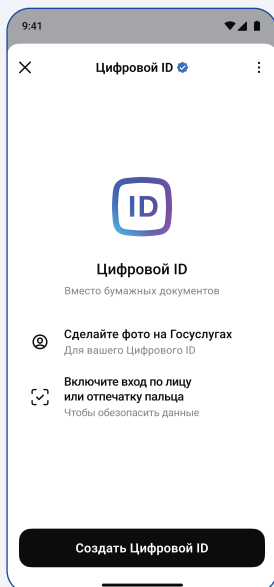 9:41
Цифровой ID
ID
Цифровой ID
Вместо бумажных документов
Сделайте фото на Госуслугах
Для вашего Цифрового ID
Включите вход по лицу
или отпечатку пальца
Чтобы обезопасить данные
Создать Цифровой ID